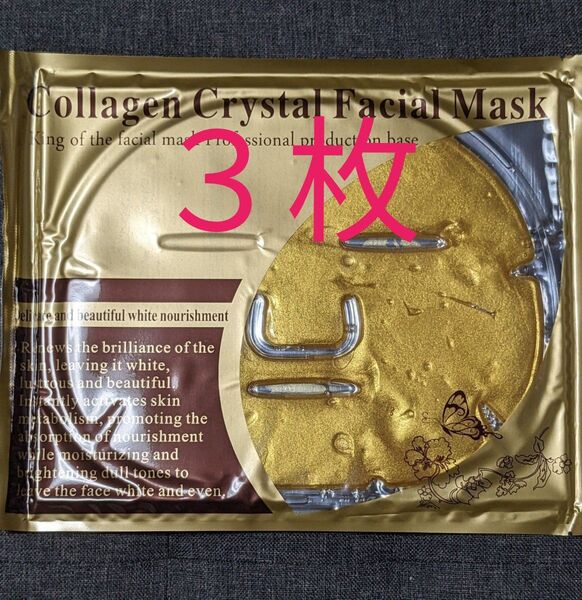 Collagen Crystal Facial Mask
King of the facial mask Professional production base
3枚
Delicate and beautiful white nourishment
Renews the brilliance of the
skin, leaving it white,
lustrous and beautiful.
Instantly activates skin
metabolism, promoting the
absorption of nourishment
while moisturizing and
brightening dull tones to
leave the face white and even.